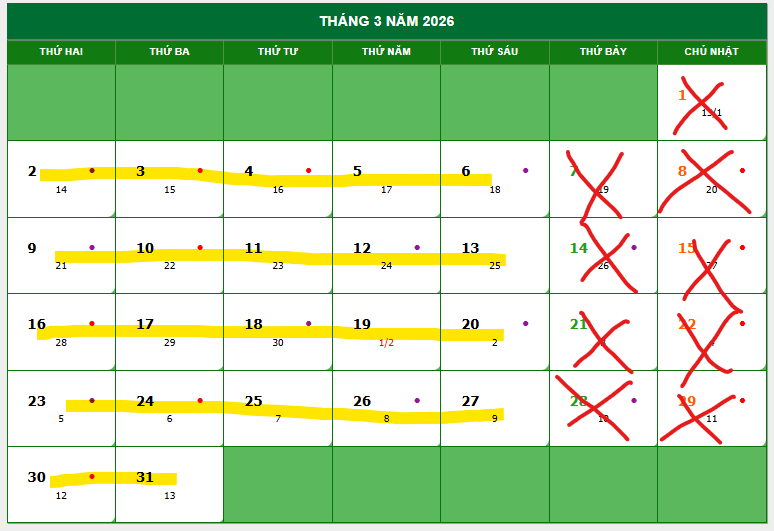 THÁNG 3 NĂM 2026
THỨ HAI THỨ BA THỨ TƯ THỨ NĂM THỨ SÁU THỨ BẢY CHỦ NHẬT
1
13/1
2 3 4 5 6 7 8
14 15 16 17 18 19 20
9 10 11 12 13 14 15
21 22 23 24 25 26 27
16 17 18 19 20 21 22
28 29 30 1/2 2
23 24 25 26 27 28 29
5 6 7 8 9 10 11
30 31
12 13